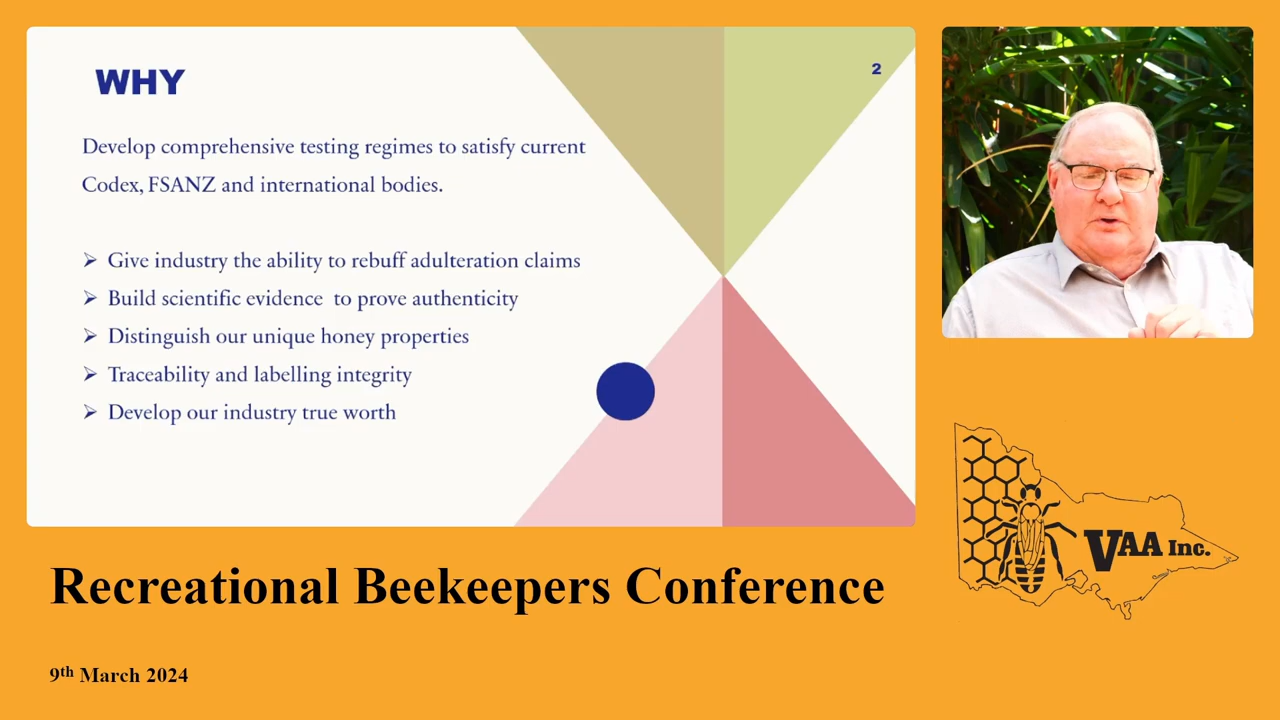 WHY
2
Develop comprehensive testing regimes to satisfy current
Codex, FSANZ and international bodies.
➢ Give industry the ability to rebuff adulteration claims
➢ Build scientific evidence to prove authenticity
➢ Distinguish our unique honey properties
➢ Traceability and labelling integrity
➢ Develop our industry true worth
VAA Inc.
Recreational Beekeepers Conference
9th March 2024